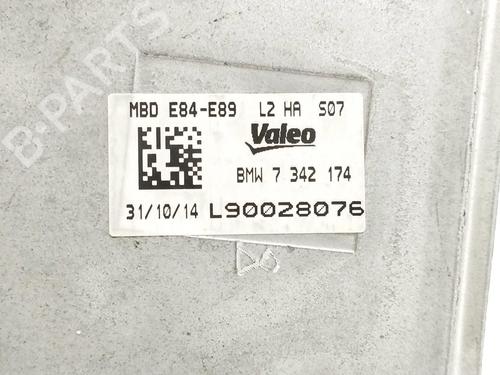 B-PARTS
MBD E84-E89 L2 HA S07
Valeo
BMW 7 342 174
31/10/14 L90028076